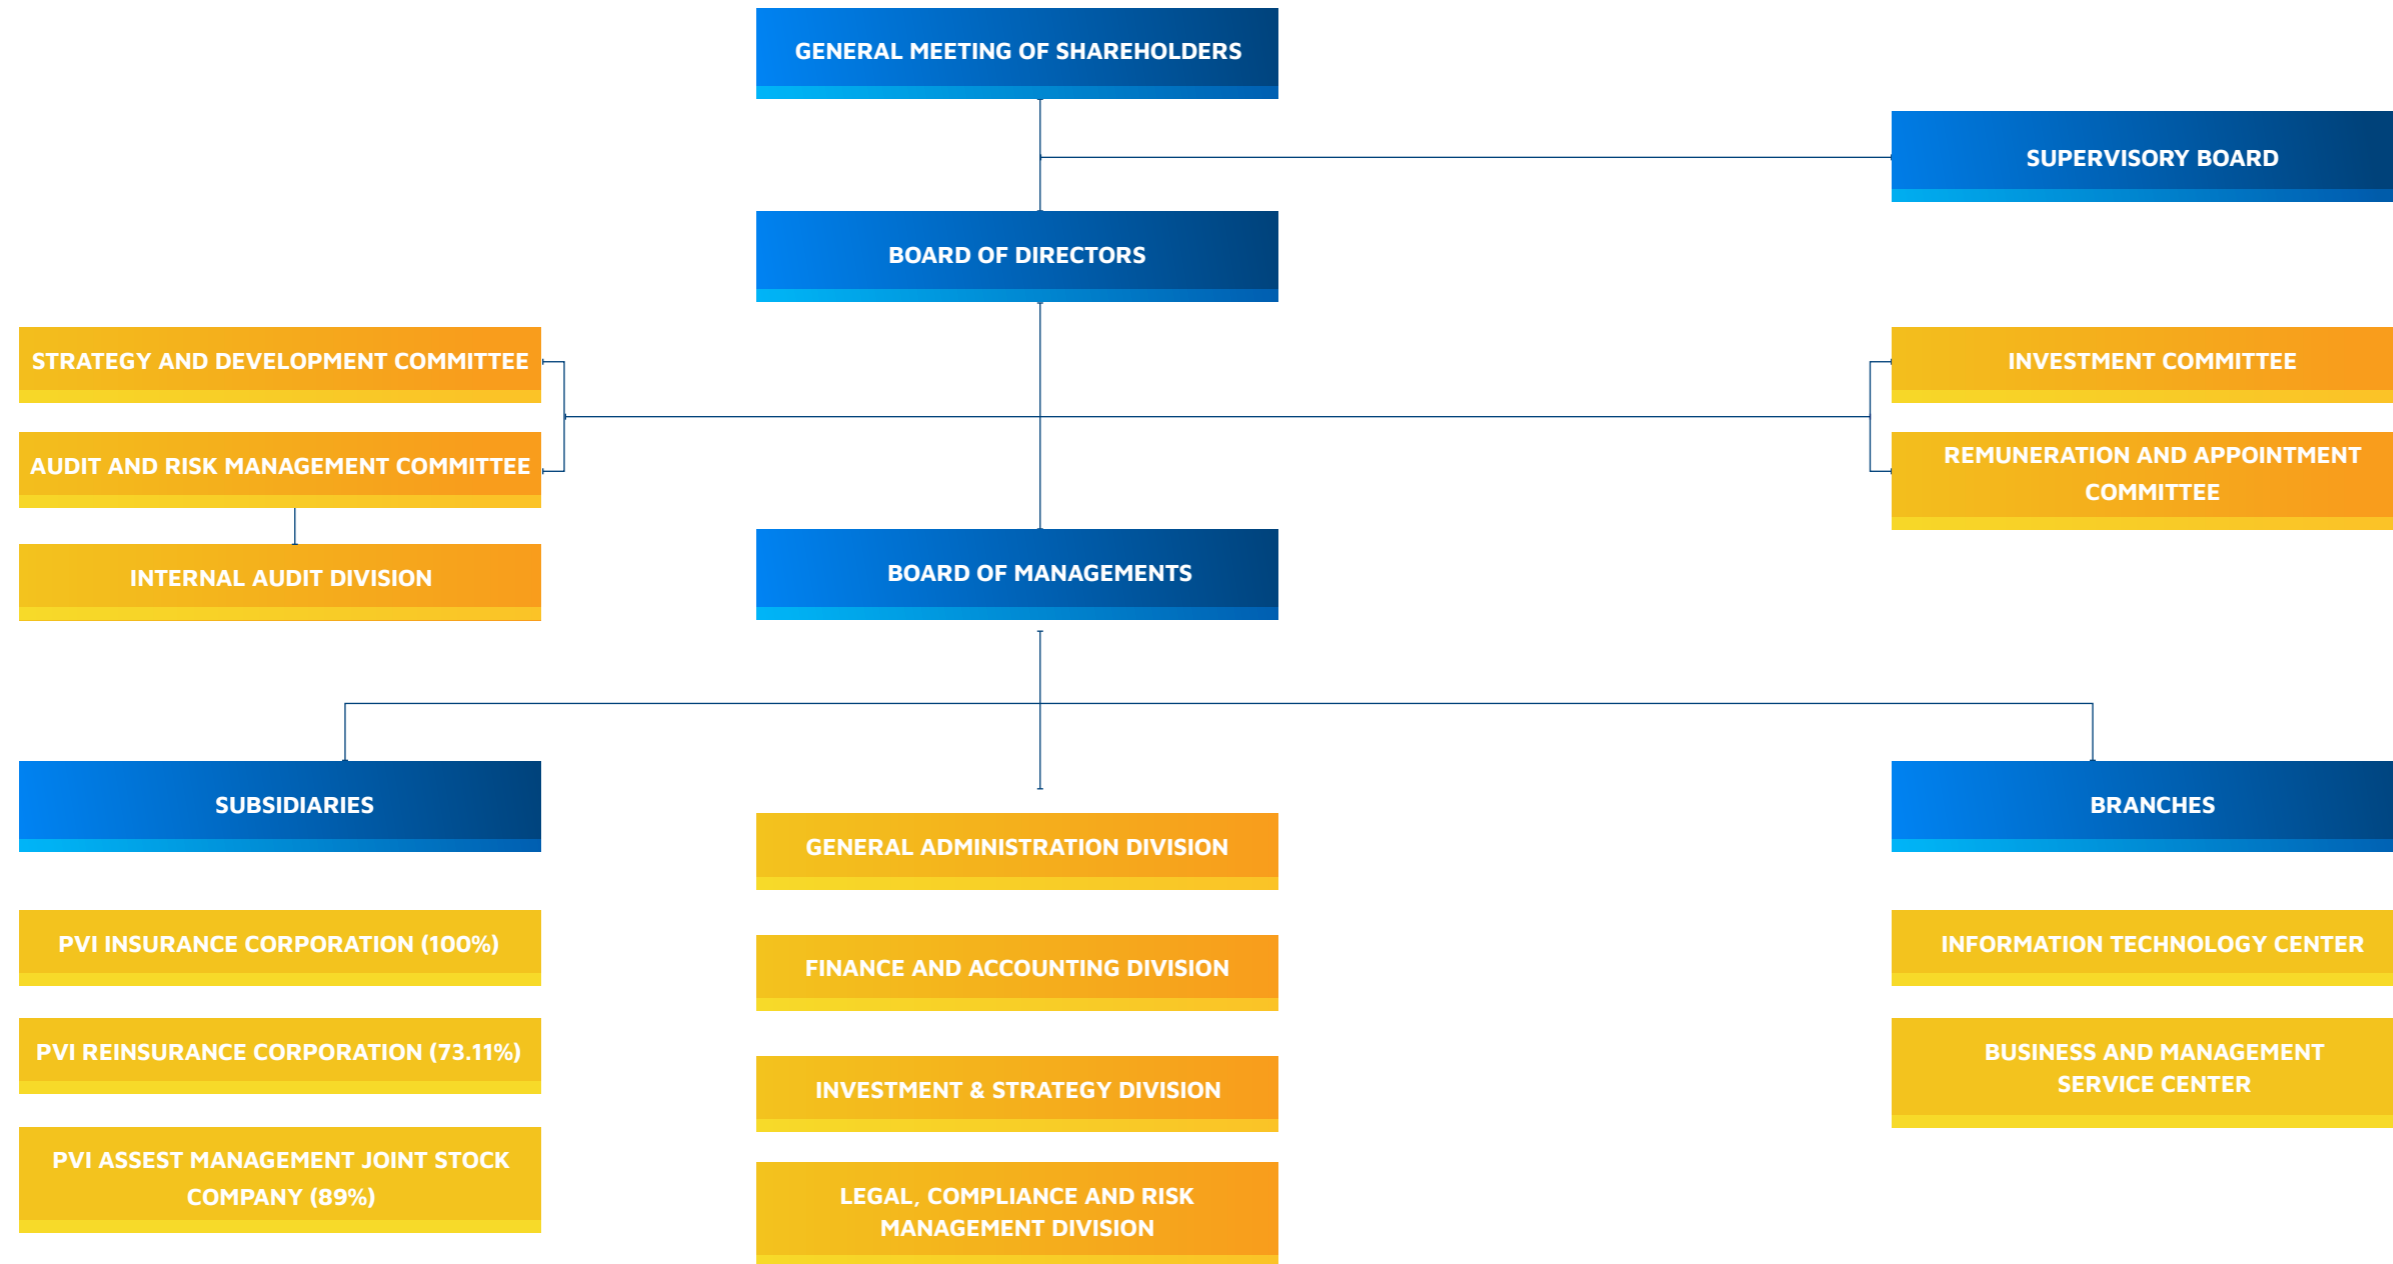 GENERAL MEETING OF SHAREHOLDERS
SUPERVISORY BOARD
BOARD OF DIRECTORS
STRATEGY AND DEVELOPMENT COMMITTEE
INVESTMENT COMMITTEE
AUDIT AND RISK MANAGEMENT COMMITTEE
REMUNERATION AND APPOINTMENT
COMMITTEE
INTERNAL AUDIT DIVISION
BOARD OF MANAGEMENTS
SUBSIDIARIES
PVI INSURANCE CORPORATION (100%)
PVI REINSURANCE CORPORATION (73.11%)
PVI ASSEST MANAGEMENT JOINT STOCK
COMPANY (89%)
GENERAL ADMINISTRATION DIVISION
FINANCE AND ACCOUNTING DIVISION
INVESTMENT & STRATEGY DIVISION
LEGAL, COMPLIANCE AND RISK
MANAGEMENT DIVISION
BRANCHES
INFORMATION TECHNOLOGY CENTER
BUSINESS AND MANAGEMENT
SERVICE CENTER